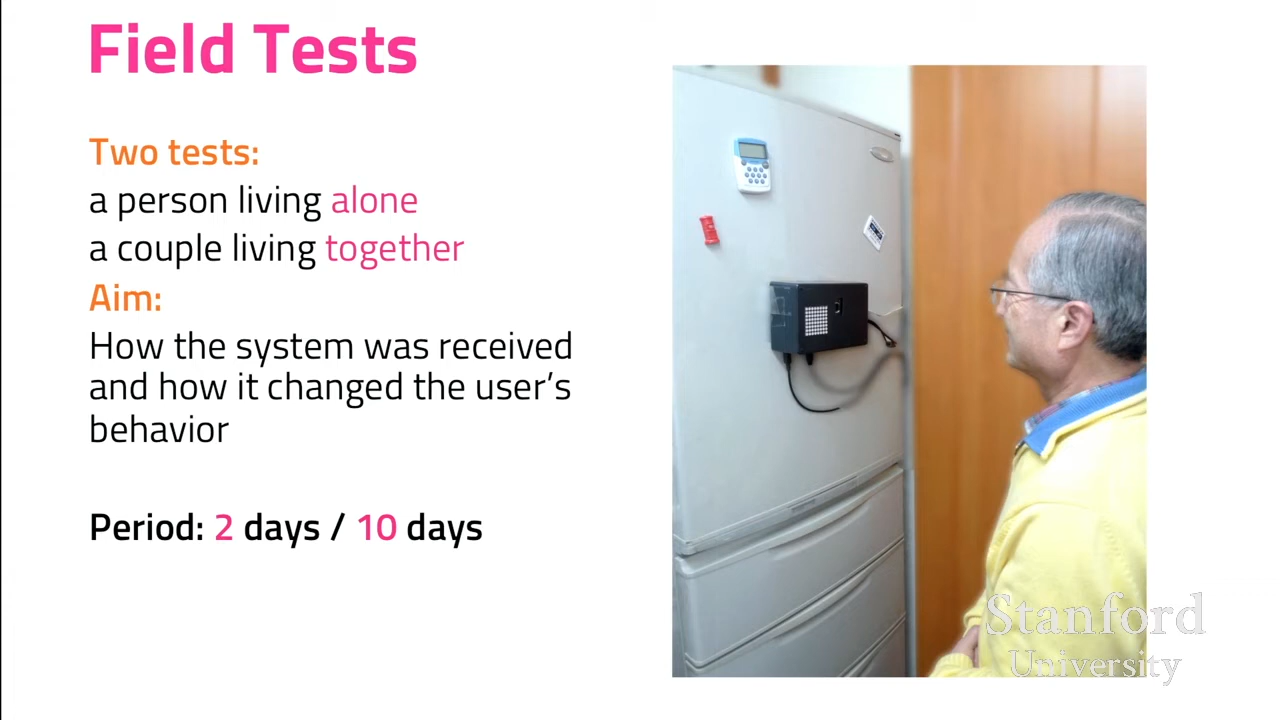 Field Tests
Two tests:
a person living alone
a couple living together
Aim:
How the system was received
and how it changed the user's
behavior
Period: 2 days / 10 days
Stanford
University